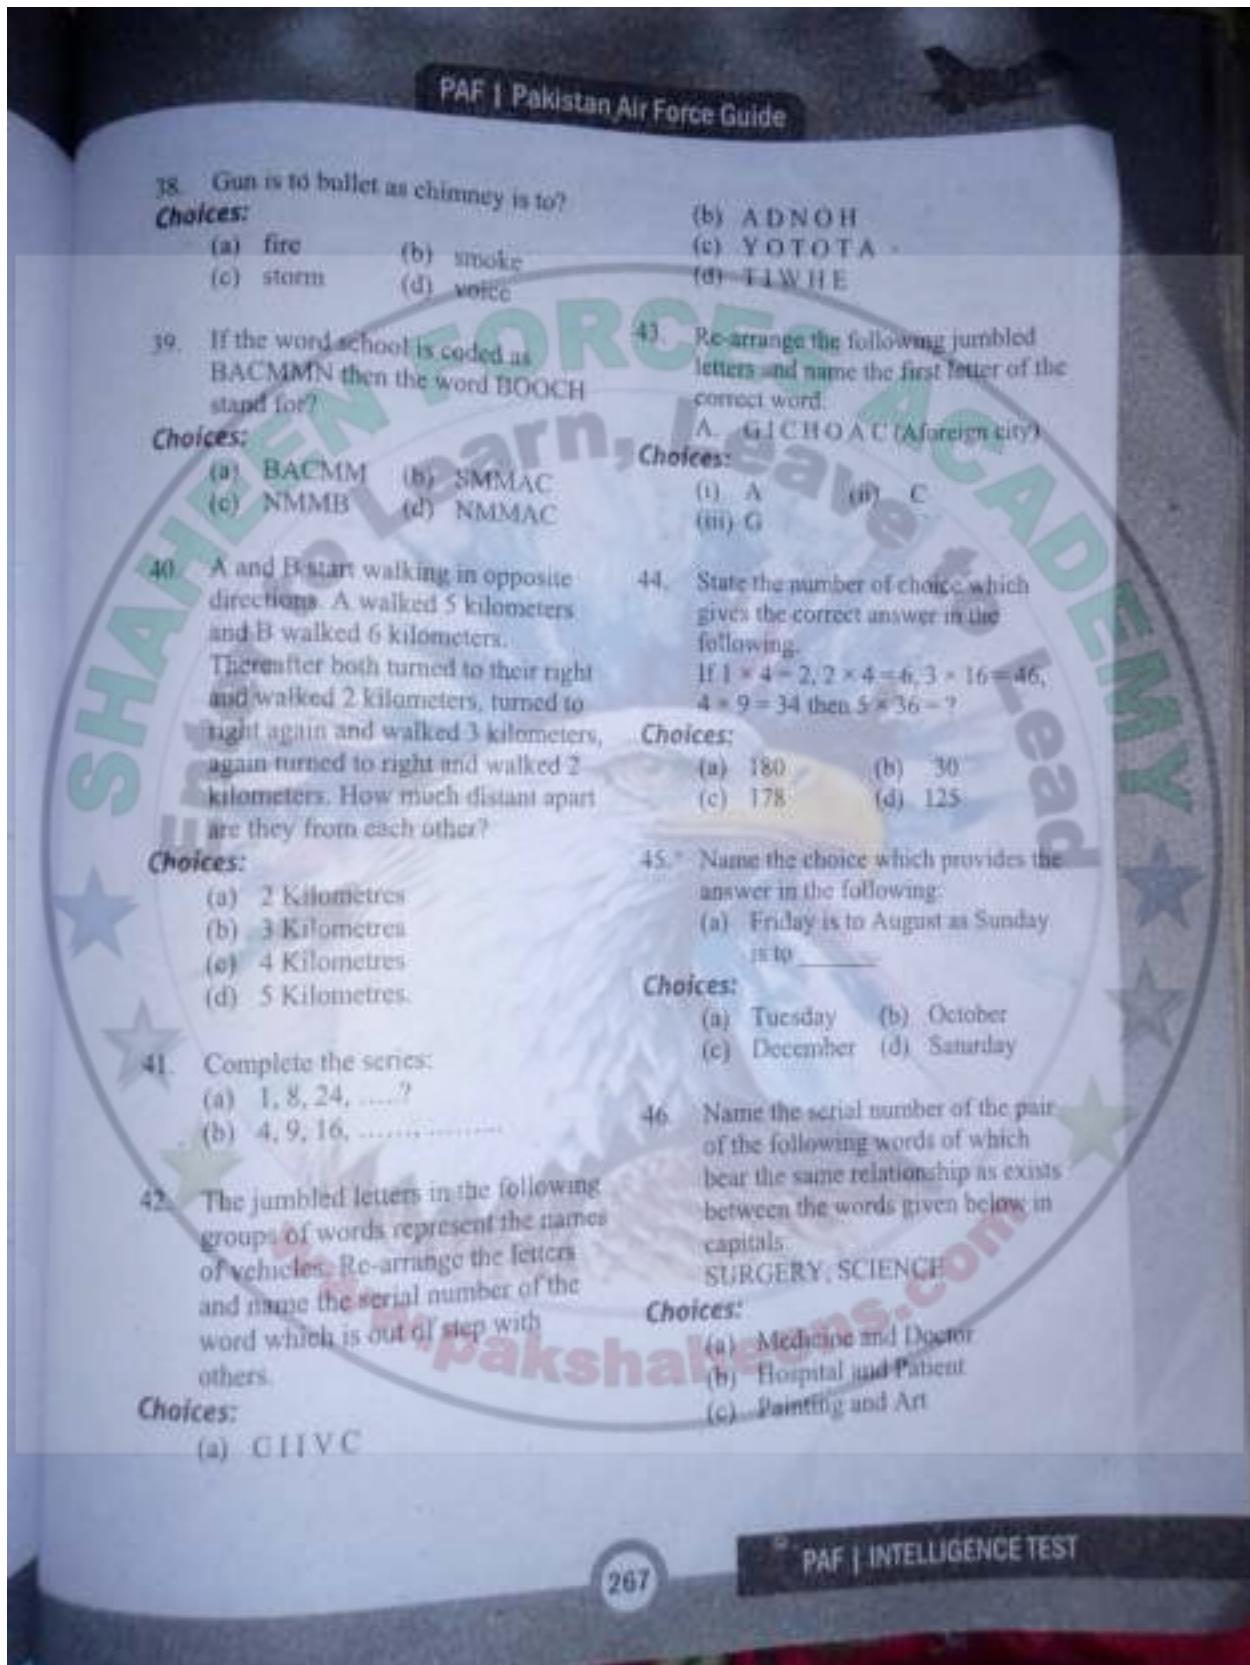 PAF | Pakistan Air Force Guide
38. Gun is to bullet as chimney is to?
Choices:
(a) fire (b) smoke
(c) storm (d) voice
39. If the word school is coded as
BACMMN then the word BOOCH
stand for?
Choices:
(a) BACMM (b) SMMAC
(c) NMMB (d) NMMAC
40. A and B start walking in opposite
directions. A walked 5 kilometers
and B walked 6 kilometers.
Thereafter both turned to their right
and walked 2 kilometers, turned to
right again and walked 3 kilometers,
again turned to right and walked 2
kilometers. How much distant apart
are they from each other?
Choices:
(a) 2 Kilometres
(b) 3 Kilometres
(c) 4 Kilometres
(d) 5 Kilometres.
41. Complete the series:
(a) 1, 8, 24, .....?
(b) 4, 9, 16, .................
42. The jumbled letters in the following
groups of words represent the names
of vehicles. Re-arrange the letters
and name the serial number of the
word which is out of step with
others.
Choices:
(a) C I I V C
(b) A D N O H
(c) Y O T O T A
(d) T I W H E
43. Re-arrange the following jumbled
letters and name the first letter of the
correct word.
A. G I C H O A C (A foreign city)
Choices:
(i) A (ii) C
(iii) G
44. State the number of choice which
gives the correct answer in the
following.
If 1 × 4 = 2, 2 × 4 = 6, 3 × 16 = 46,
4 × 9 = 34 then 5 × 36 = ?
Choices:
(a) 180 (b) 30
(c) 178 (d) 125
45. Name the choice which provides the
answer in the following:
(a) Friday is to August as Sunday
is to ______
Choices:
(a) Tuesday (b) October
(c) December (d) Saturday
46. Name the serial number of the pair
of the following words of which
bear the same relationship as exists
between the words given below in
capitals.
SURGERY; SCIENCE
Choices:
(a) Medicine and Doctor
(b) Hospital and Patient
(c) Painting and Art
267
PAF | INTELLIGENCE TEST
SHAHEEN FORCES ACADEMY
Enter to Learn, Leave to Lead
www.pakshaheens.com